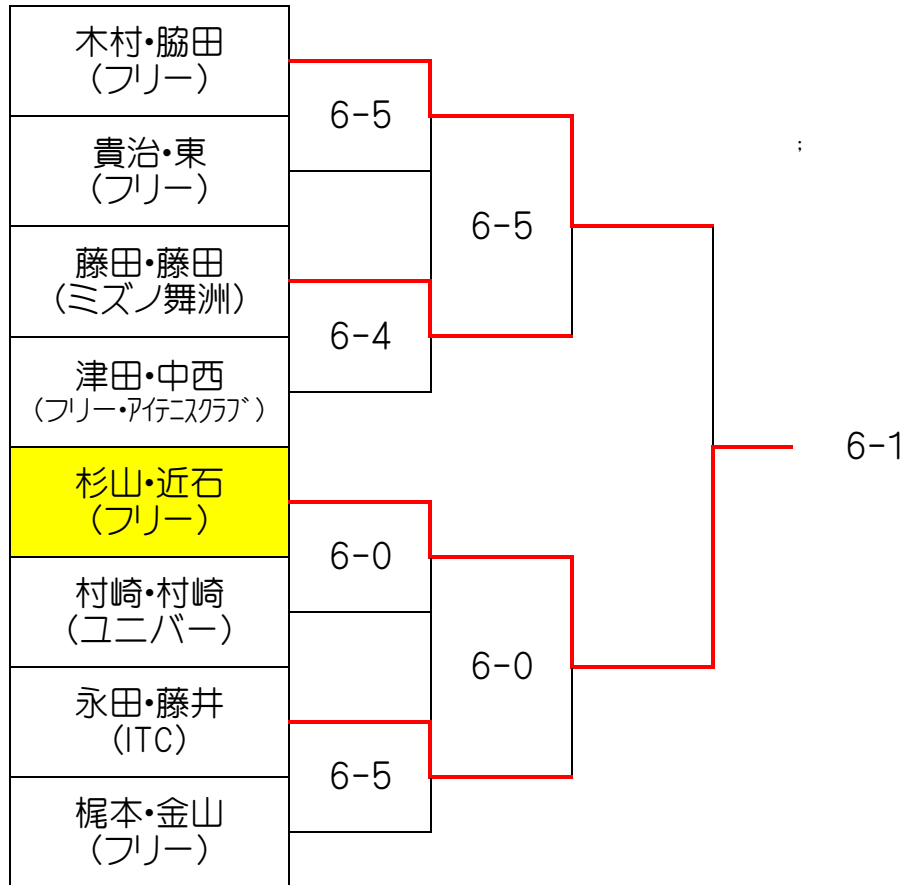 木村・脇田
(フリー)
6-5
貴治・東
(フリー)
;
6-5
藤田・藤田
(ミズノ舞洲)
6-4
津田・中西
(フリー・アイテニスクラブ)
6-1
杉山・近石
(フリー)
6-0
村崎・村崎
(ユニバー)
6-0
永田・藤井
(ITC)
6-5
梶本・金山
(フリー)